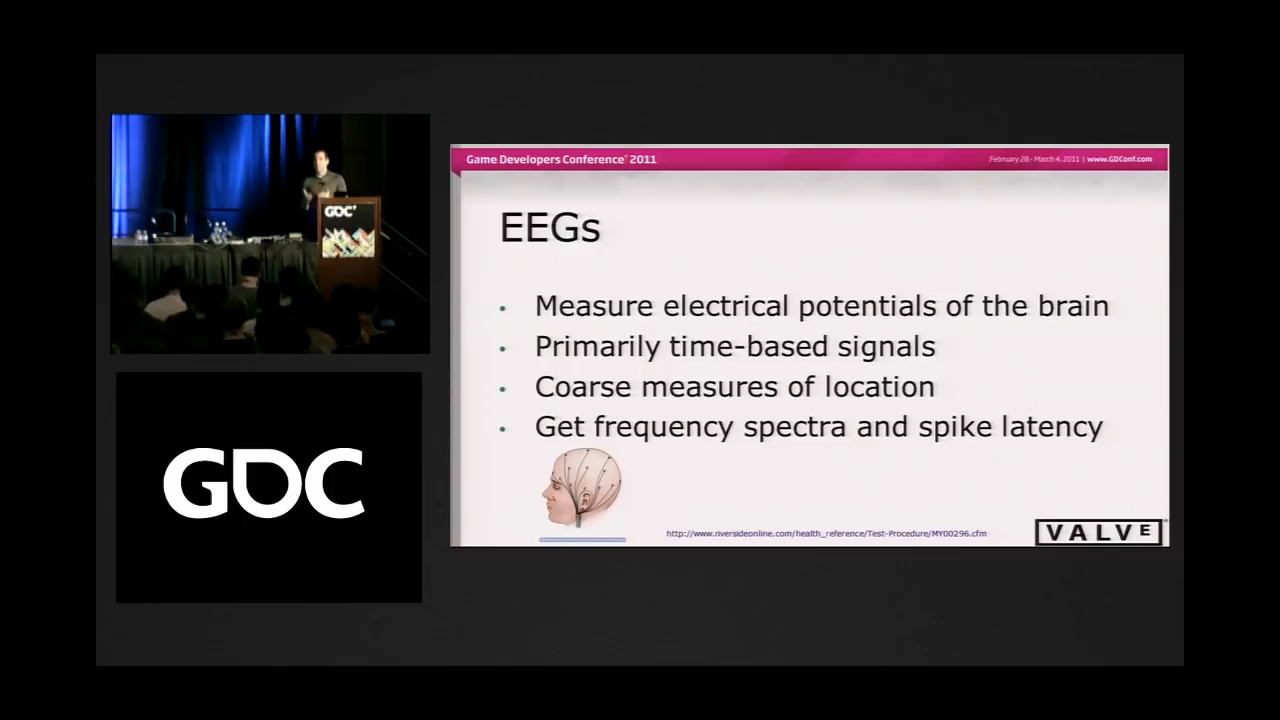 GDC
GDC
Game Developers Conference® 2011
February 28 - March 4, 2011 | www.GDConf.com
EEGs
• Measure electrical potentials of the brain
• Primarily time-based signals
• Coarse measures of location
• Get frequency spectra and spike latency
http://www.riversideonline.com/health_reference/Test-Procedure/MY00296.cfm
VALVE